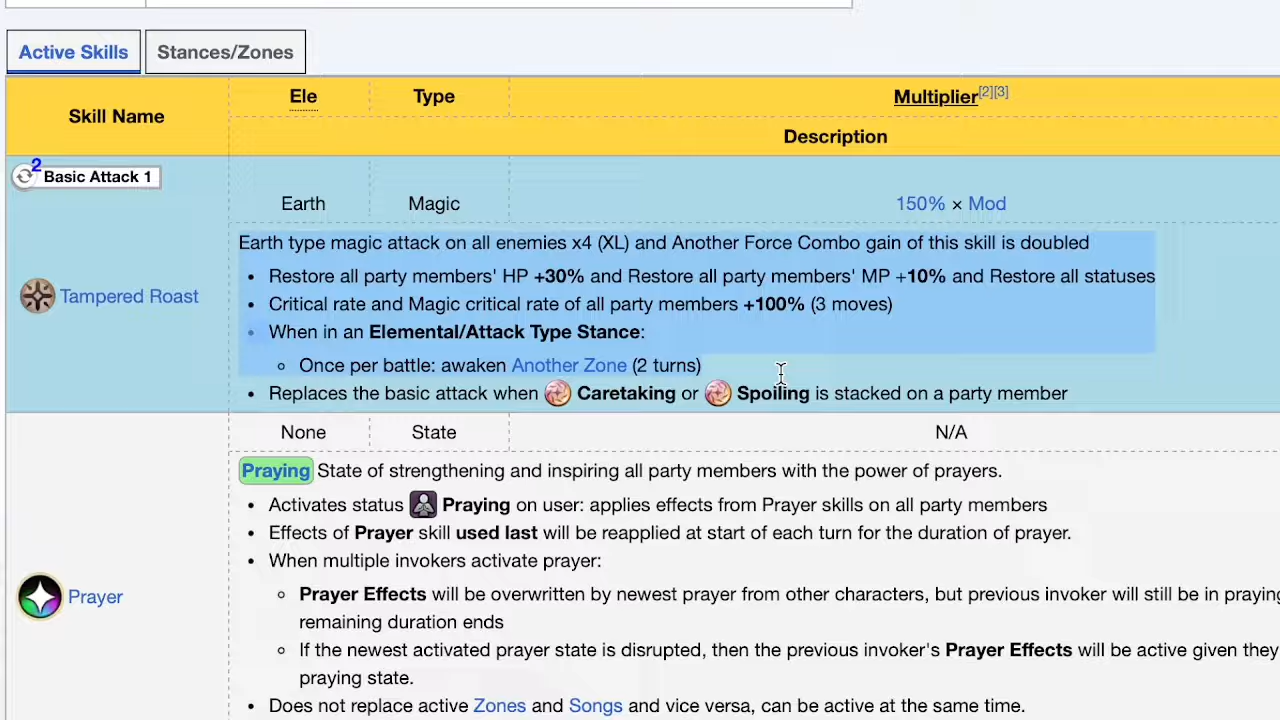 Active Skills
Stances/Zones
Skill Name
Ele
Type
Multiplier[2][3]
Description
2
Basic Attack 1
Earth
Magic
150% × Mod
Tampered Roast
Earth type magic attack on all enemies x4 (XL) and Another Force Combo gain of this skill is doubled
• Restore all party members' HP +30% and Restore all party members' MP +10% and Restore all statuses
• Critical rate and Magic critical rate of all party members +100% (3 moves)
• When in an Elemental/Attack Type Stance:
◦ Once per battle: awaken Another Zone (2 turns)
• Replaces the basic attack when Caretaking or Spoiling is stacked on a party member
None
State
N/A
Prayer
Praying State of strengthening and inspiring all party members with the power of prayers.
• Activates status Praying on user: applies effects from Prayer skills on all party members
• Effects of Prayer skill used last will be reapplied at start of each turn for the duration of prayer.
• When multiple invokers activate prayer:
◦ Prayer Effects will be overwritten by newest prayer from other characters, but previous invoker will still be in praying
remaining duration ends
◦ If the newest activated prayer state is disrupted, then the previous invoker's Prayer Effects will be active given they
praying state.
• Does not replace active Zones and Songs and vice versa, can be active at the same time.